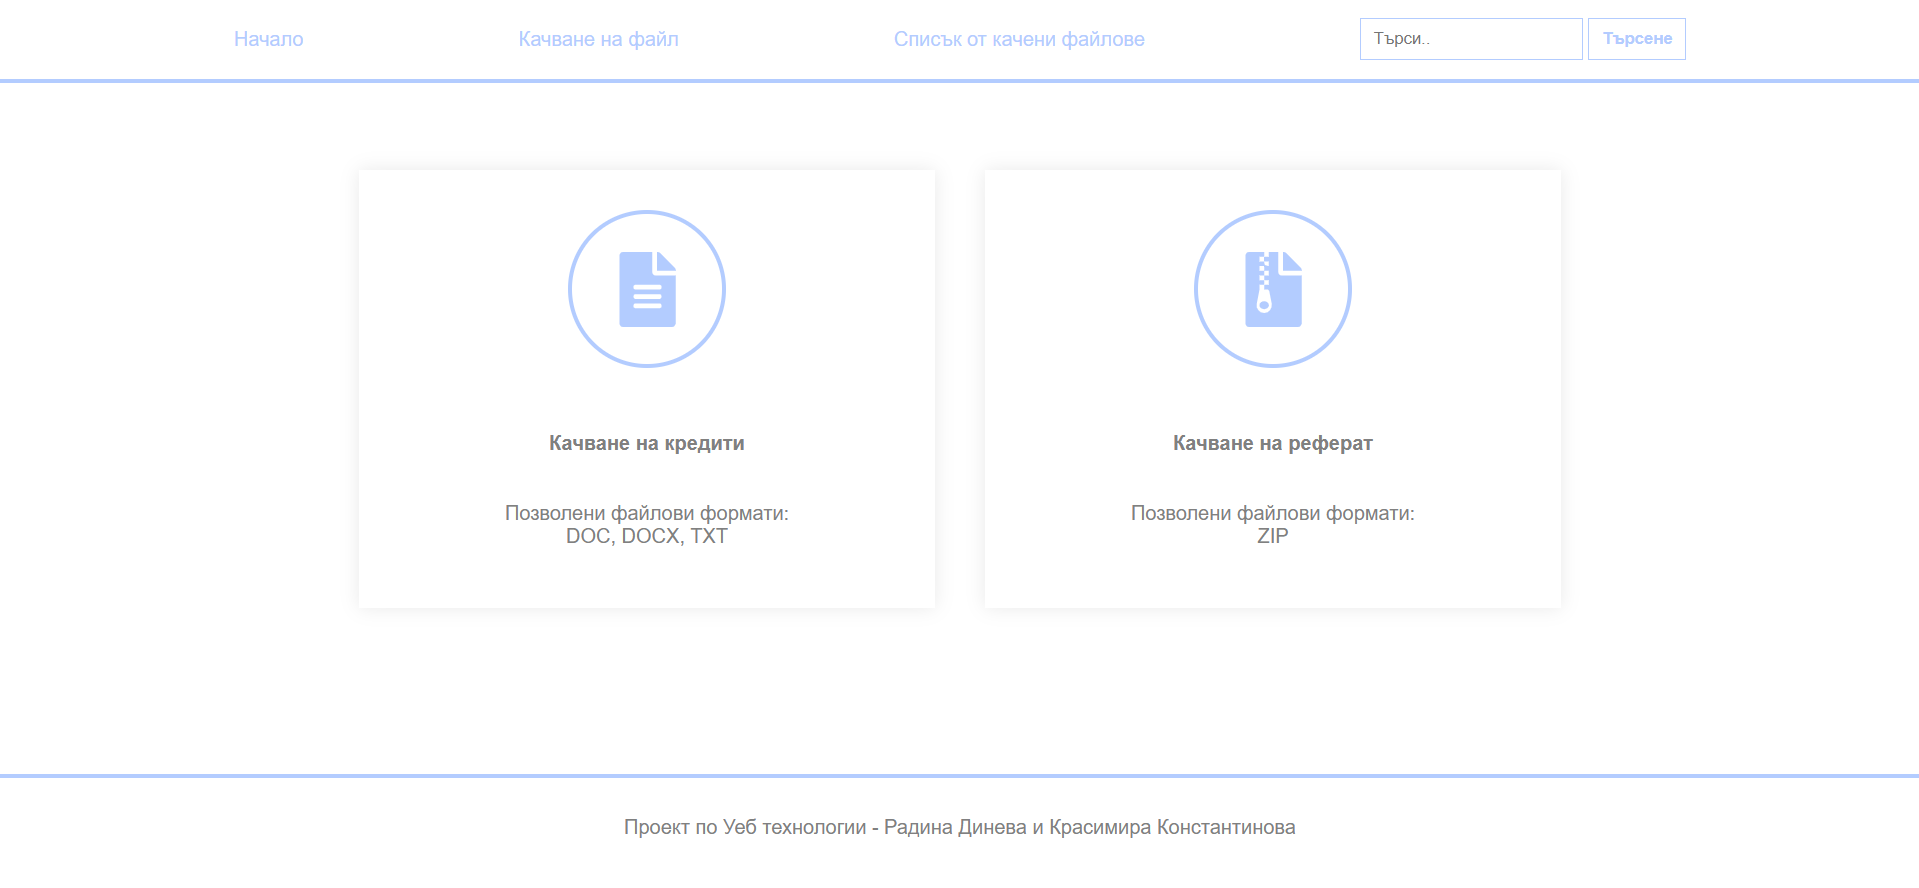 Начало
Качване на файл
Списък от качени файлове
Търси..
Търсене
Качване на кредити
Позволени файлови формати:
DOC, DOCX, TXT
Качване на реферат
Позволени файлови формати:
ZIP
Проект по Уеб технологии - Радина Динева и Красимира Константинова